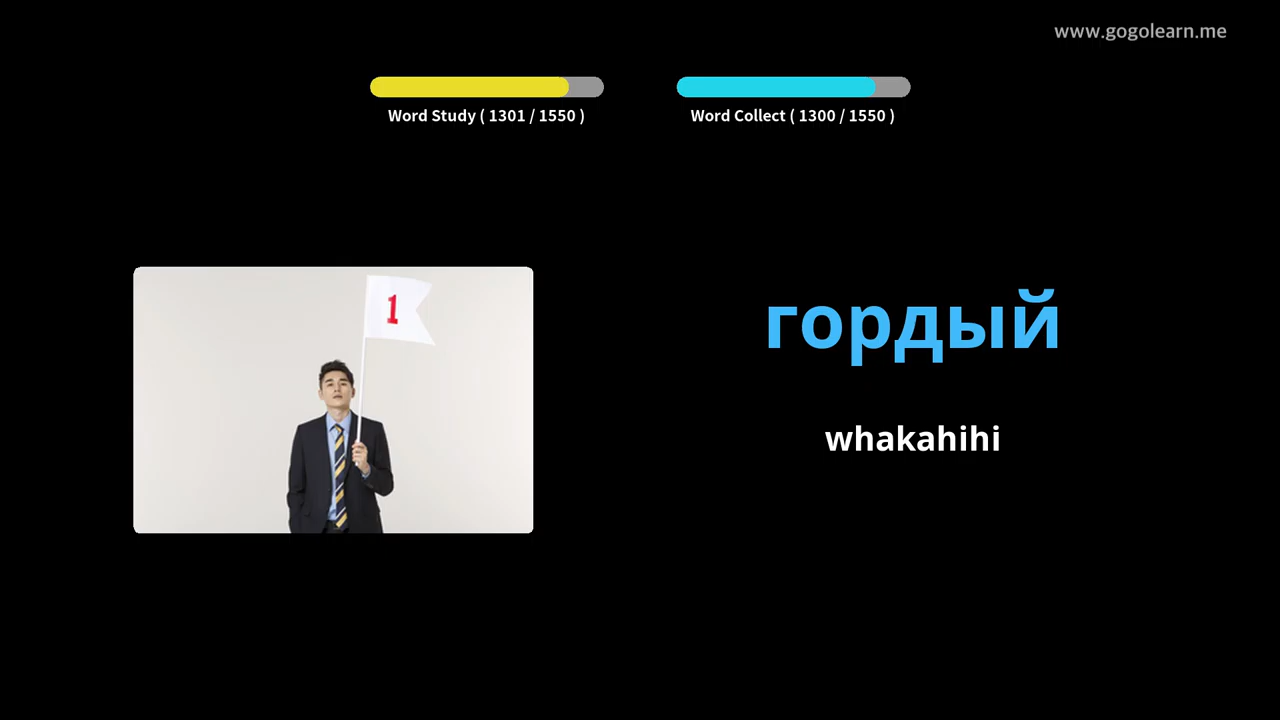 www.gogolearn.me
Word Study ( 1301 / 1550 )
Word Collect ( 1300 / 1550 )
1
гордый
whakahihi